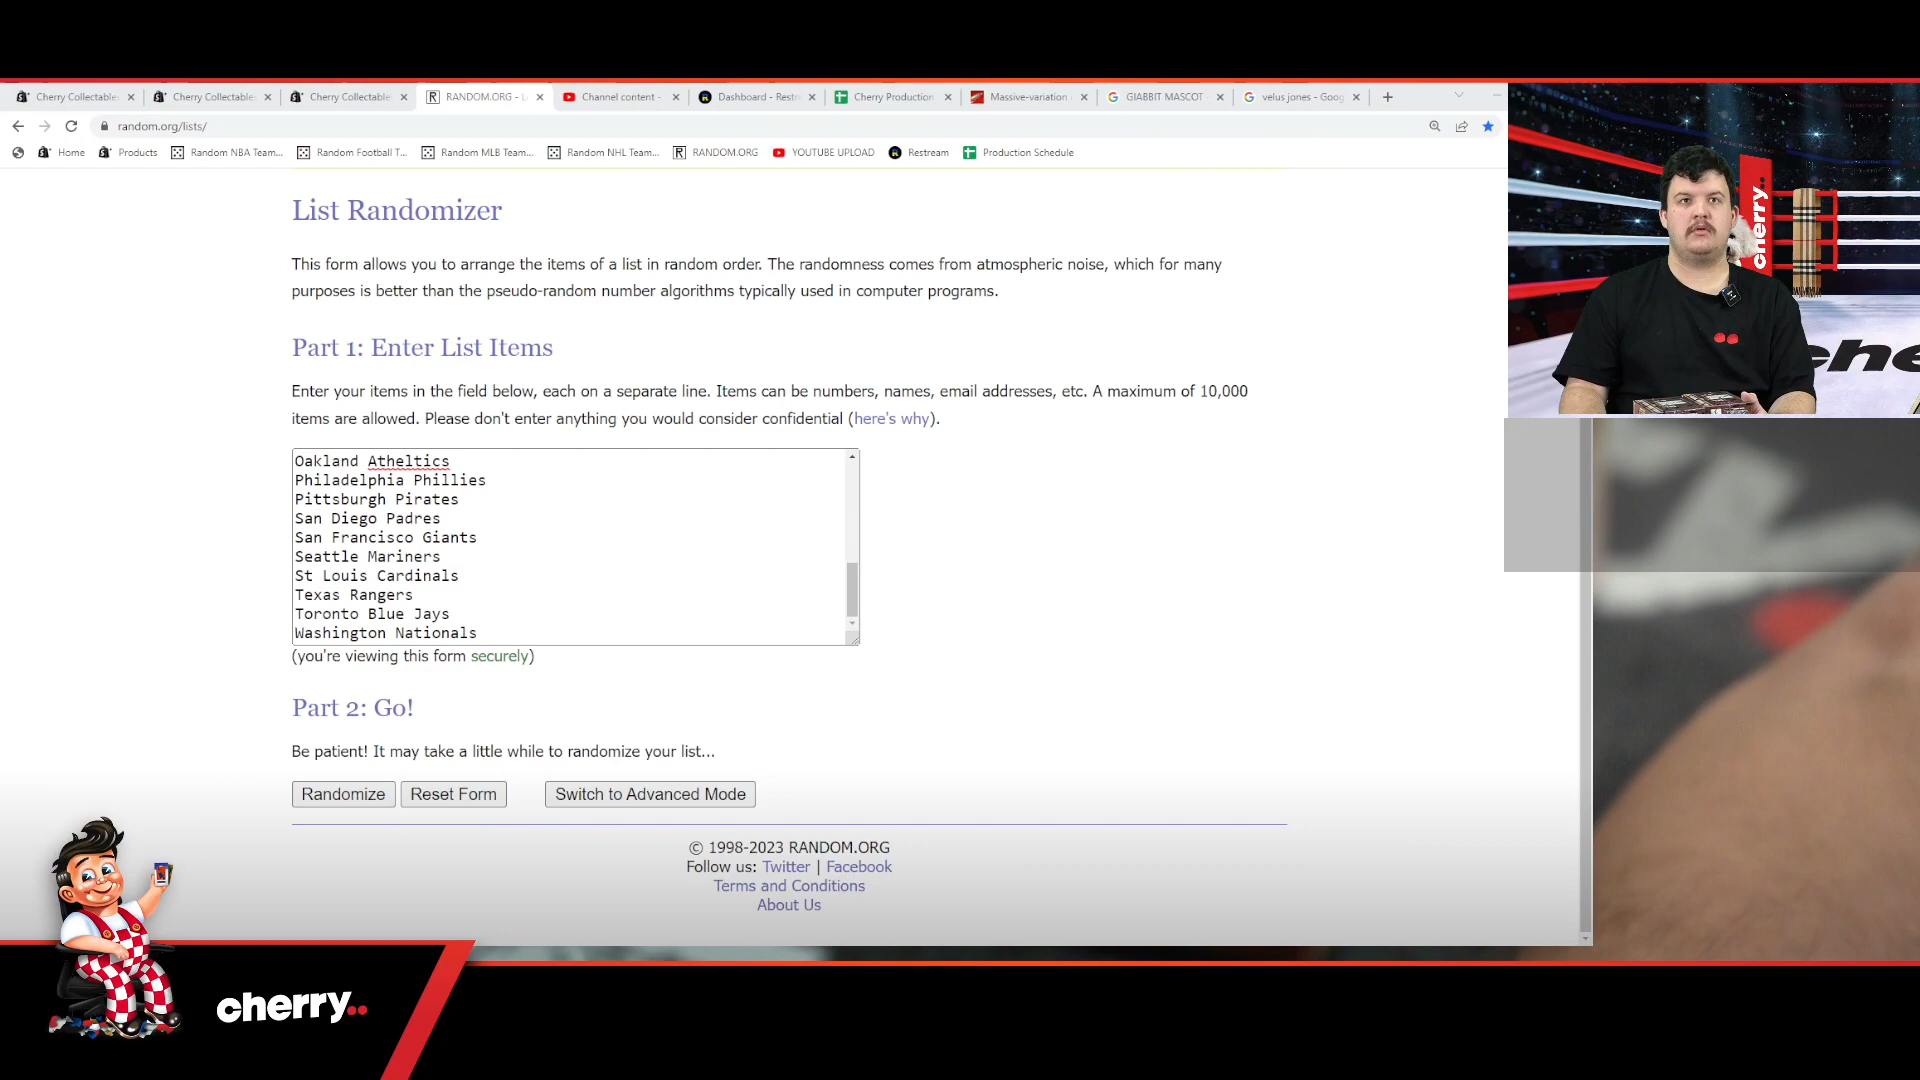 Cherry Collectable
Cherry Collectable
Cherry Collectable
RANDOM.ORG - L
Channel content -
Dashboard - Restr
Cherry Production
Massive-variation
GIABBIT MASCOT
velus jones - Goog
random.org/lists/
Home
Products
Random NBA Team...
Random Football T...
Random MLB Team...
Random NHL Team...
RANDOM.ORG
YOUTUBE UPLOAD
Restream
Production Schedule
List Randomizer
This form allows you to arrange the items of a list in random order. The randomness comes from atmospheric noise, which for many
purposes is better than the pseudo-random number algorithms typically used in computer programs.
Part 1: Enter List Items
Enter your items in the field below, each on a separate line. Items can be numbers, names, email addresses, etc. A maximum of 10,000
items are allowed. Please don't enter anything you would consider confidential (here's why).
Oakland Atheltics
Philadelphia Phillies
Pittsburgh Pirates
San Diego Padres
San Francisco Giants
Seattle Mariners
St Louis Cardinals
Texas Rangers
Toronto Blue Jays
Washington Nationals
(you're viewing this form securely)
Part 2: Go!
Be patient! It may take a little while to randomize your list...
Randomize
Reset Form
Switch to Advanced Mode
© 1998-2023 RANDOM.ORG
Follow us: Twitter | Facebook
Terms and Conditions
About Us
cherry..
cherry..
che